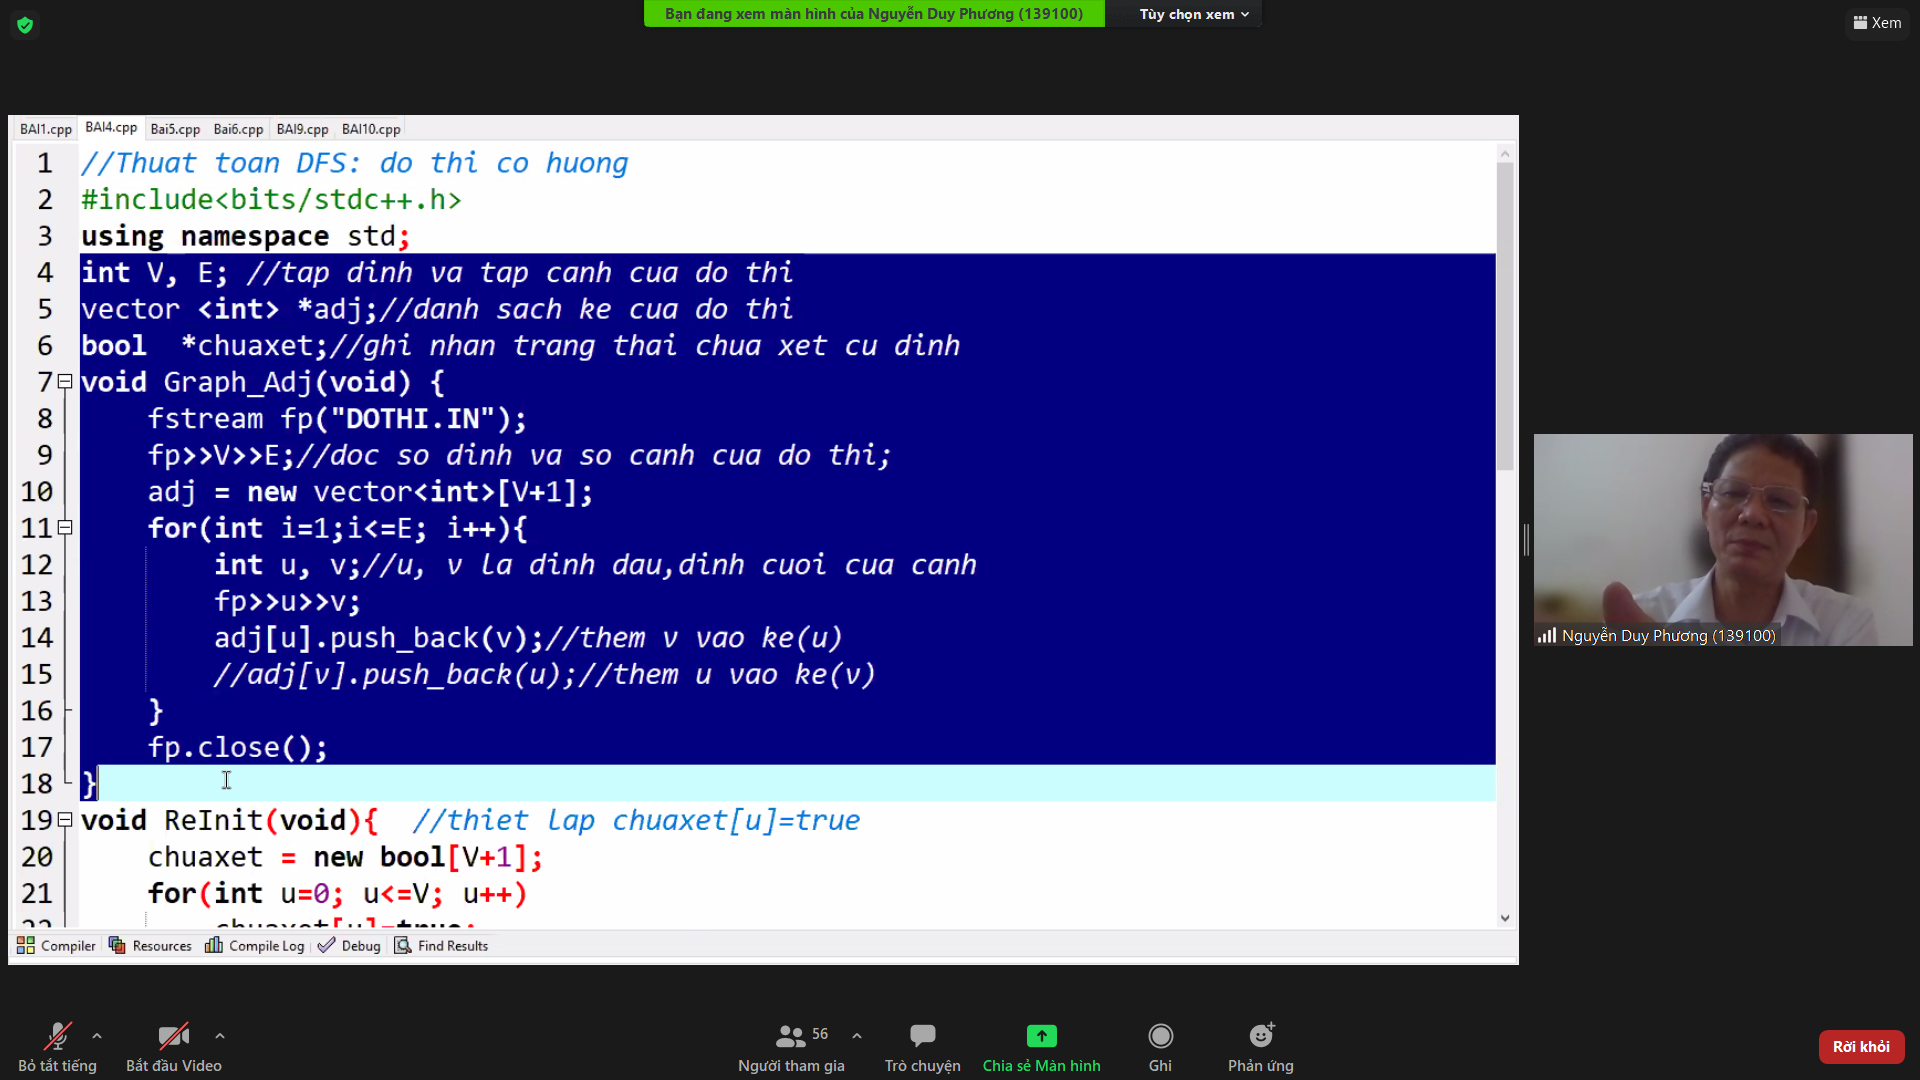 Bạn đang xem màn hình của Nguyễn Duy Phương (139100)
Tùy chọn xem
Xem
BAI1.cpp BAI4.cpp Bai5.cpp Bai6.cpp BAI9.cpp BAI10.cpp
1 //Thuat toan DFS: do thi co huong
2 #include<bits/stdc++.h>
3 using namespace std;
4 int V, E; //tap dinh va tap canh cua do thi
5 vector <int> *adj;//danh sach ke cua do thi
6 bool  *chuaxet;//ghi nhan trang thai chua xet cu dinh
7 void Graph_Adj(void) {
8     fstream fp("DOTHI.IN");
9     fp>>V>>E;//doc so dinh va so canh cua do thi;
10     adj = new vector<int>[V+1];
11     for(int i=1;i<=E; i++){
12         int u, v;//u, v la dinh dau,dinh cuoi cua canh
13         fp>>u>>v;
14         adj[u].push_back(v);//them v vao ke(u)
15         //adj[v].push_back(u);//them u vao ke(v)
16     }
17     fp.close();
18 }
19 void ReInit(void){  //thiet lap chuaxet[u]=true
20     chuaxet = new bool[V+1];
21     for(int u=0; u<=V; u++)
22         chuaxet[u]=true;
Compiler Resources Compile Log Debug Find Results
Nguyễn Duy Phương (139100)
56
Bỏ tắt tiếng
Bắt đầu Video
Người tham gia
Trò chuyện
Chia sẻ Màn hình
Ghi
Phản ứng
Rời khỏi